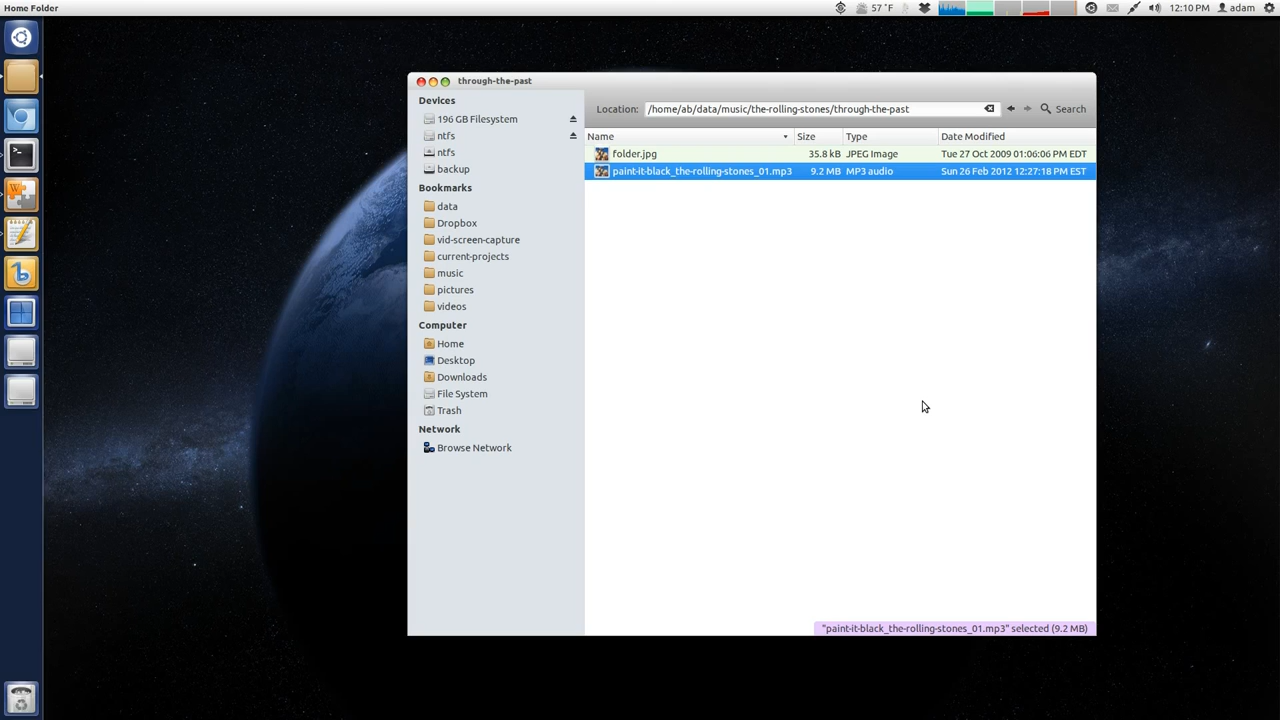 Home Folder
57 °F
12:10 PM
adam
through-the-past
Devices
196 GB Filesystem
ntfs
ntfs
backup
Bookmarks
data
Dropbox
vid-screen-capture
current-projects
music
pictures
videos
Computer
Home
Desktop
Downloads
File System
Trash
Network
Browse Network
Location: /home/ab/data/music/the-rolling-stones/through-the-past
Search
Name Size Type Date Modified
folder.jpg 35.8 kB JPEG Image Tue 27 Oct 2009 01:06:06 PM EDT
paint-it-black_the-rolling-stones_01.mp3 9.2 MB MP3 audio Sun 26 Feb 2012 12:27:18 PM EST
"paint-it-black_the-rolling-stones_01.mp3" selected (9.2 MB)